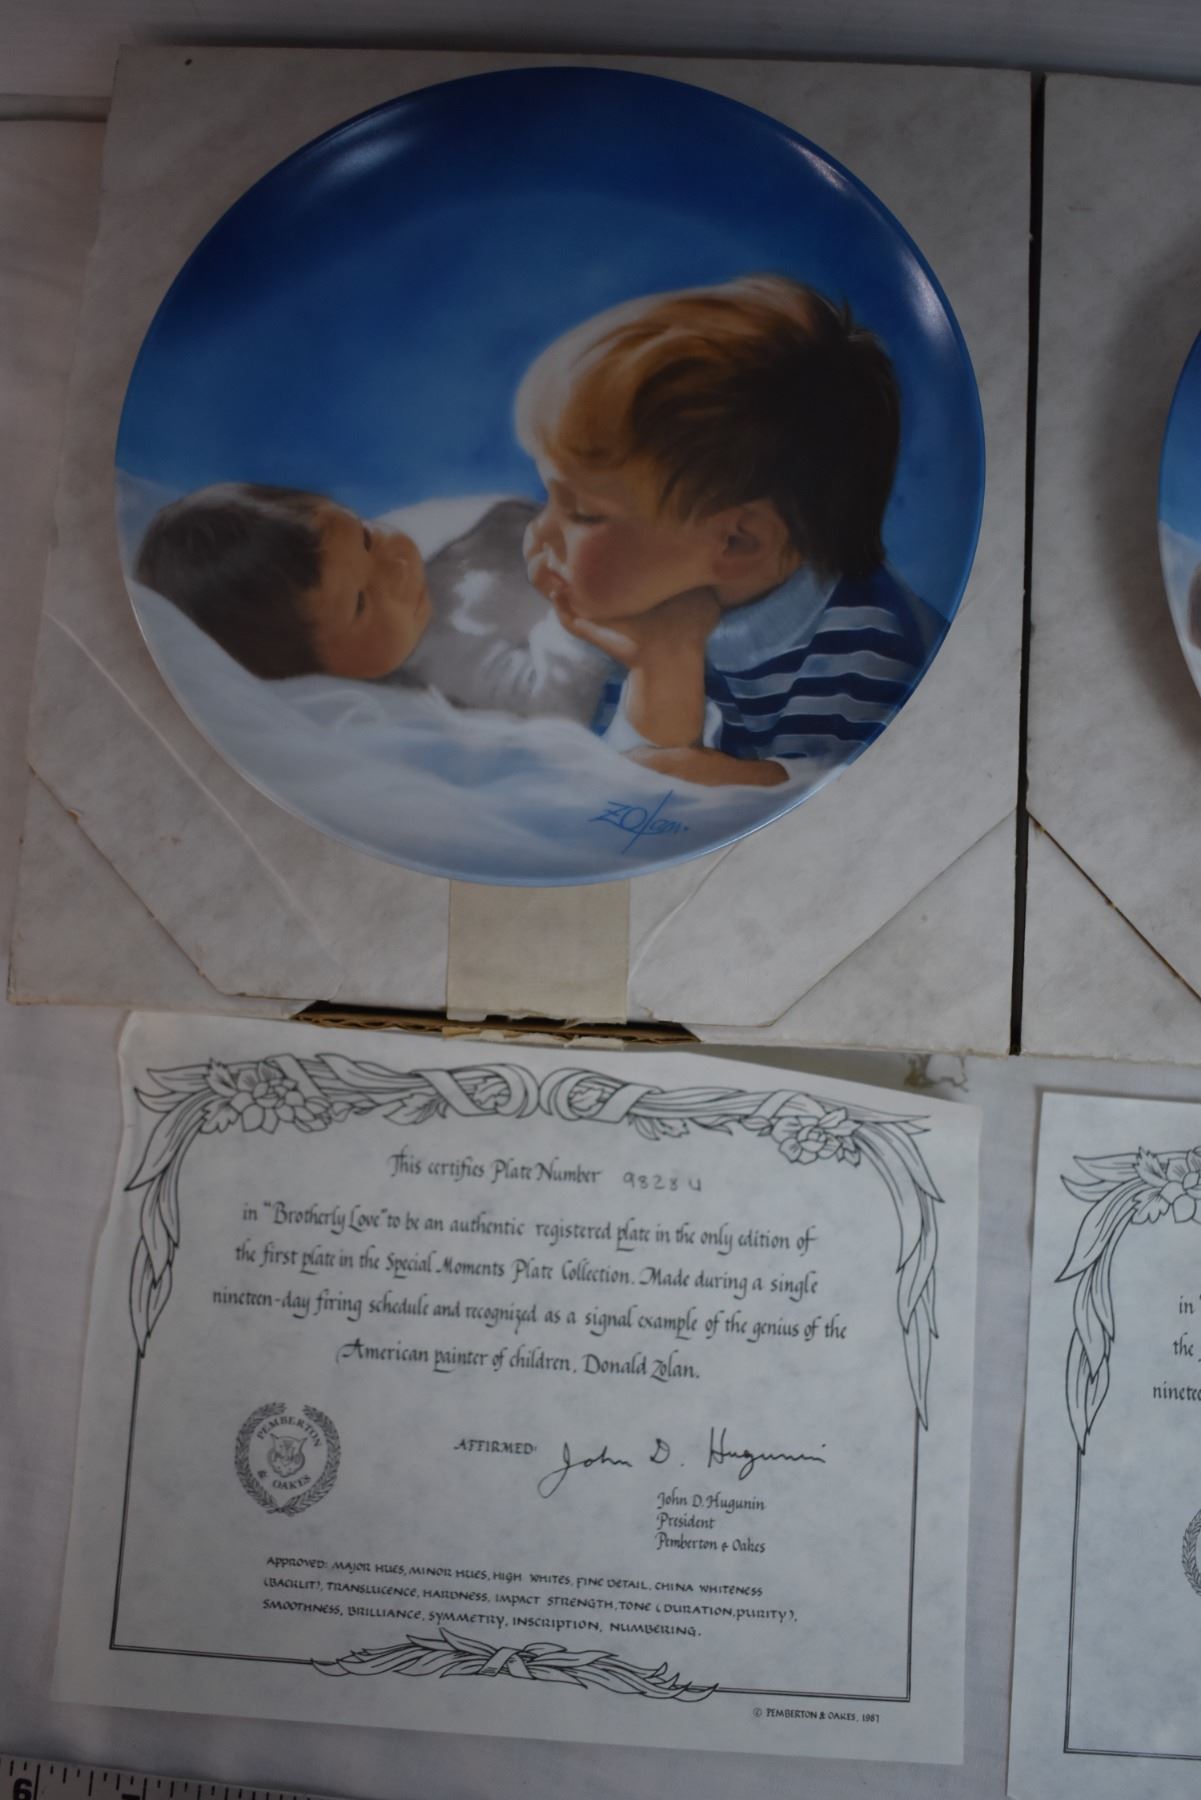 Zolan.
This certifies Plate Number 9828U
in "Brotherly Love" to be an authentic registered plate in the only edition of
the first plate in the Special Moments Plate Collection. Made during a single
nineteen-day firing schedule and recognized as a signal example of the genius of the
American painter of children, Donald Zolan.
PEMBERTON
& OAKES
AFFIRMED: John D. Hugunin
John D. Hugunin
President
Pemberton & Oakes
APPROVED: MAJOR HUES, MINOR HUES, HIGH WHITES, FINE DETAIL, CHINA WHITENESS
(BACKLIT), TRANSLUCENCE, HARDNESS, IMPACT STRENGTH, TONE (DURATION, PURITY),
SMOOTHNESS, BRILLIANCE, SYMMETRY, INSCRIPTION, NUMBERING.
© PEMBERTON & OAKES, 1987
in
the
ninetee
6